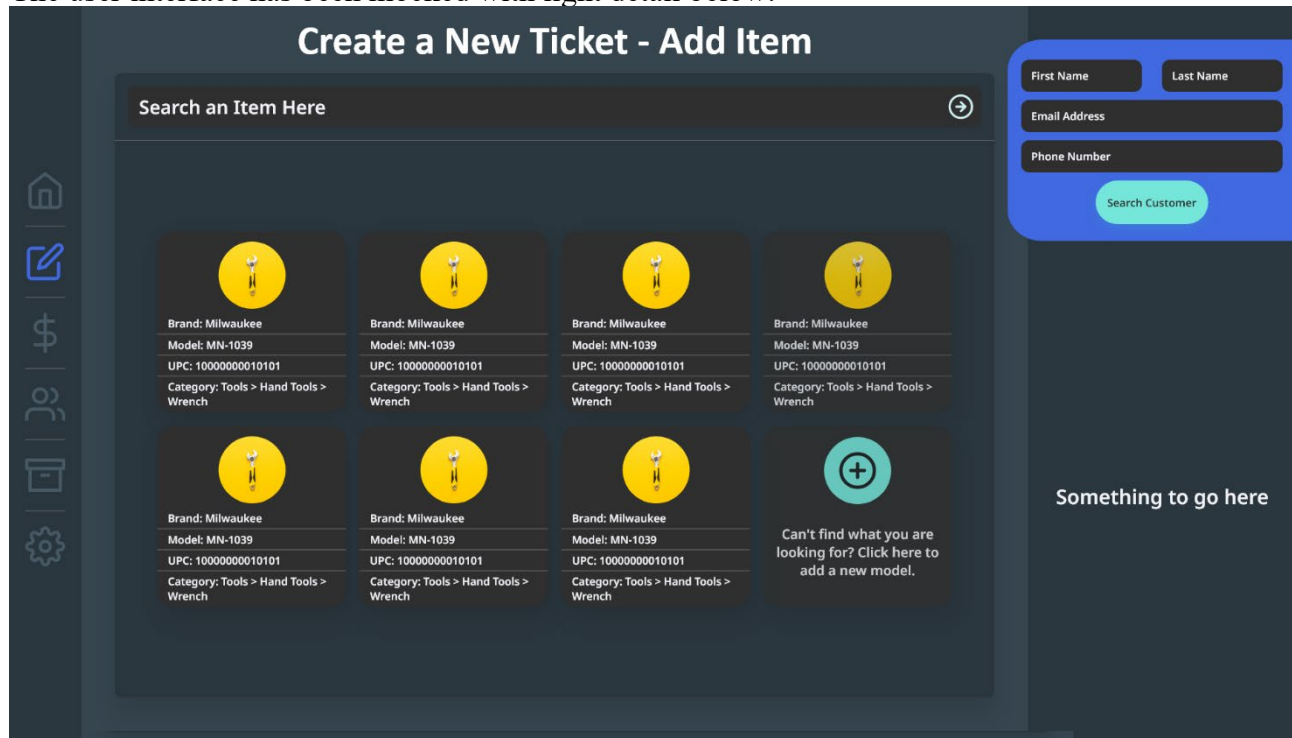 Create a New Ticket - Add Item
First Name
Last Name
Search an Item Here
Email Address
Phone Number
Search Customer
Brand: Milwaukee
Model: MN-1039
UPC: 10000000010101
Category: Tools > Hand Tools >
Wrench
Brand: Milwaukee
Model: MN-1039
UPC: 10000000010101
Category: Tools > Hand Tools >
Wrench
Brand: Milwaukee
Model: MN-1039
UPC: 10000000010101
Category: Tools > Hand Tools >
Wrench
Brand: Milwaukee
Model: MN-1039
UPC: 10000000010101
Category: Tools > Hand Tools >
Wrench
Brand: Milwaukee
Model: MN-1039
UPC: 10000000010101
Category: Tools > Hand Tools >
Wrench
Brand: Milwaukee
Model: MN-1039
UPC: 10000000010101
Category: Tools > Hand Tools >
Wrench
Brand: Milwaukee
Model: MN-1039
UPC: 10000000010101
Category: Tools > Hand Tools >
Wrench
Can't find what you are
looking for? Click here to
add a new model.
Something to go here